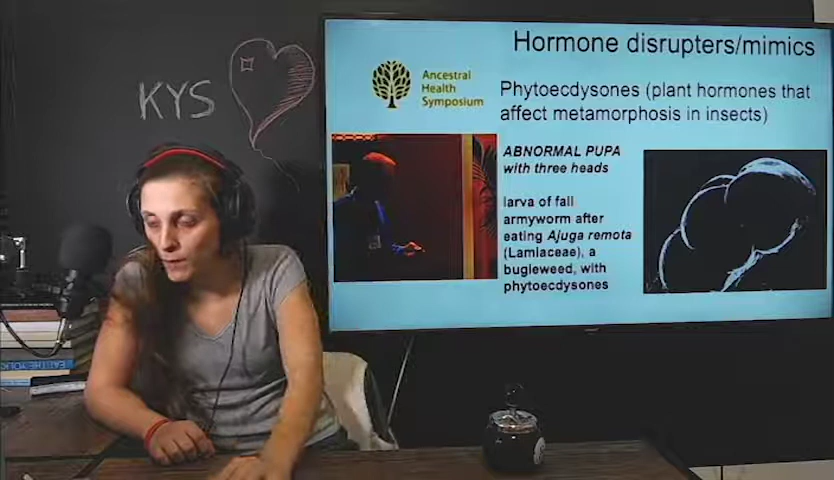 KYS
Hormone disrupters/mimics
Ancestral
Health
Symposium
Phytoecdysones (plant hormones that
affect metamorphosis in insects)
ABNORMAL PUPA
with three heads
larva of fall
armyworm after
eating Ajuga remota
(Lamiaceae), a
bugleweed, with
phytoecdysones